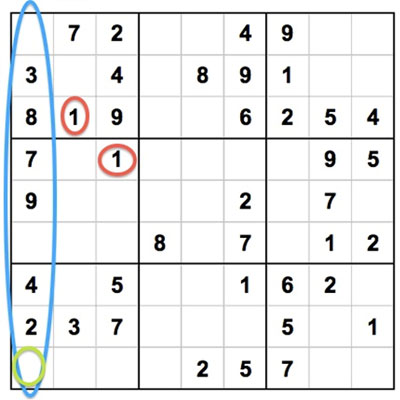 7 2 4 9
3 4 8 9 1
8 1 9 6 2 5 4
7 1 9 5
9 2 7
8 7 1 2
4 5 1 6 2
2 3 7 5 1
2 5 7